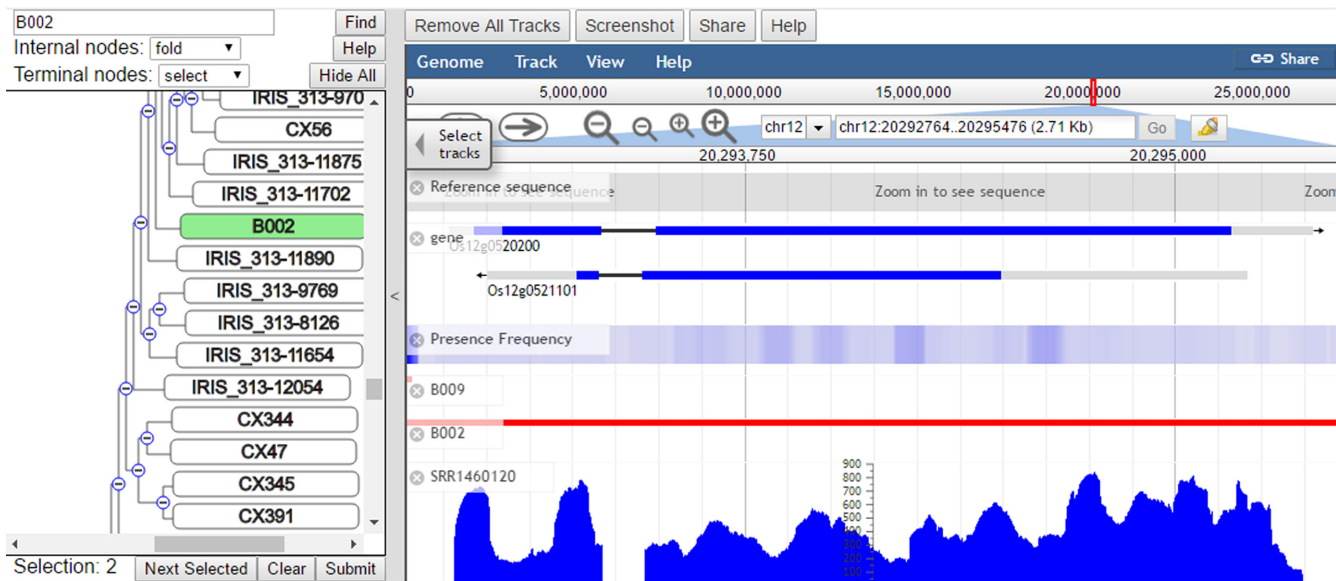 B002 Find
Internal nodes: fold Help
Terminal nodes: select Hide All
IRIS_313-970
CX56
IRIS_313-11875
IRIS_313-11702
B002
IRIS_313-11890
IRIS_313-9769
IRIS_313-8126
IRIS_313-11654
IRIS_313-12054
CX344
CX47
CX345
CX391
Selection: 2 Next Selected Clear Submit
<
Remove All Tracks Screenshot Share Help
Genome Track View Help Share
0 5,000,000 10,000,000 15,000,000 20,000,000 25,000,000
Select
tracks
chr12 chr12:20292764..20295476 (2.71 Kb) Go
20,293,750 20,295,000
Reference sequence
Zoom in to see sequence Zoom in to see sequence Zoom
gene
Os12g0520200
Os12g0521101
Presence Frequency
B009
B002
SRR1460120
900
800
700
600
500
400
300
200
100